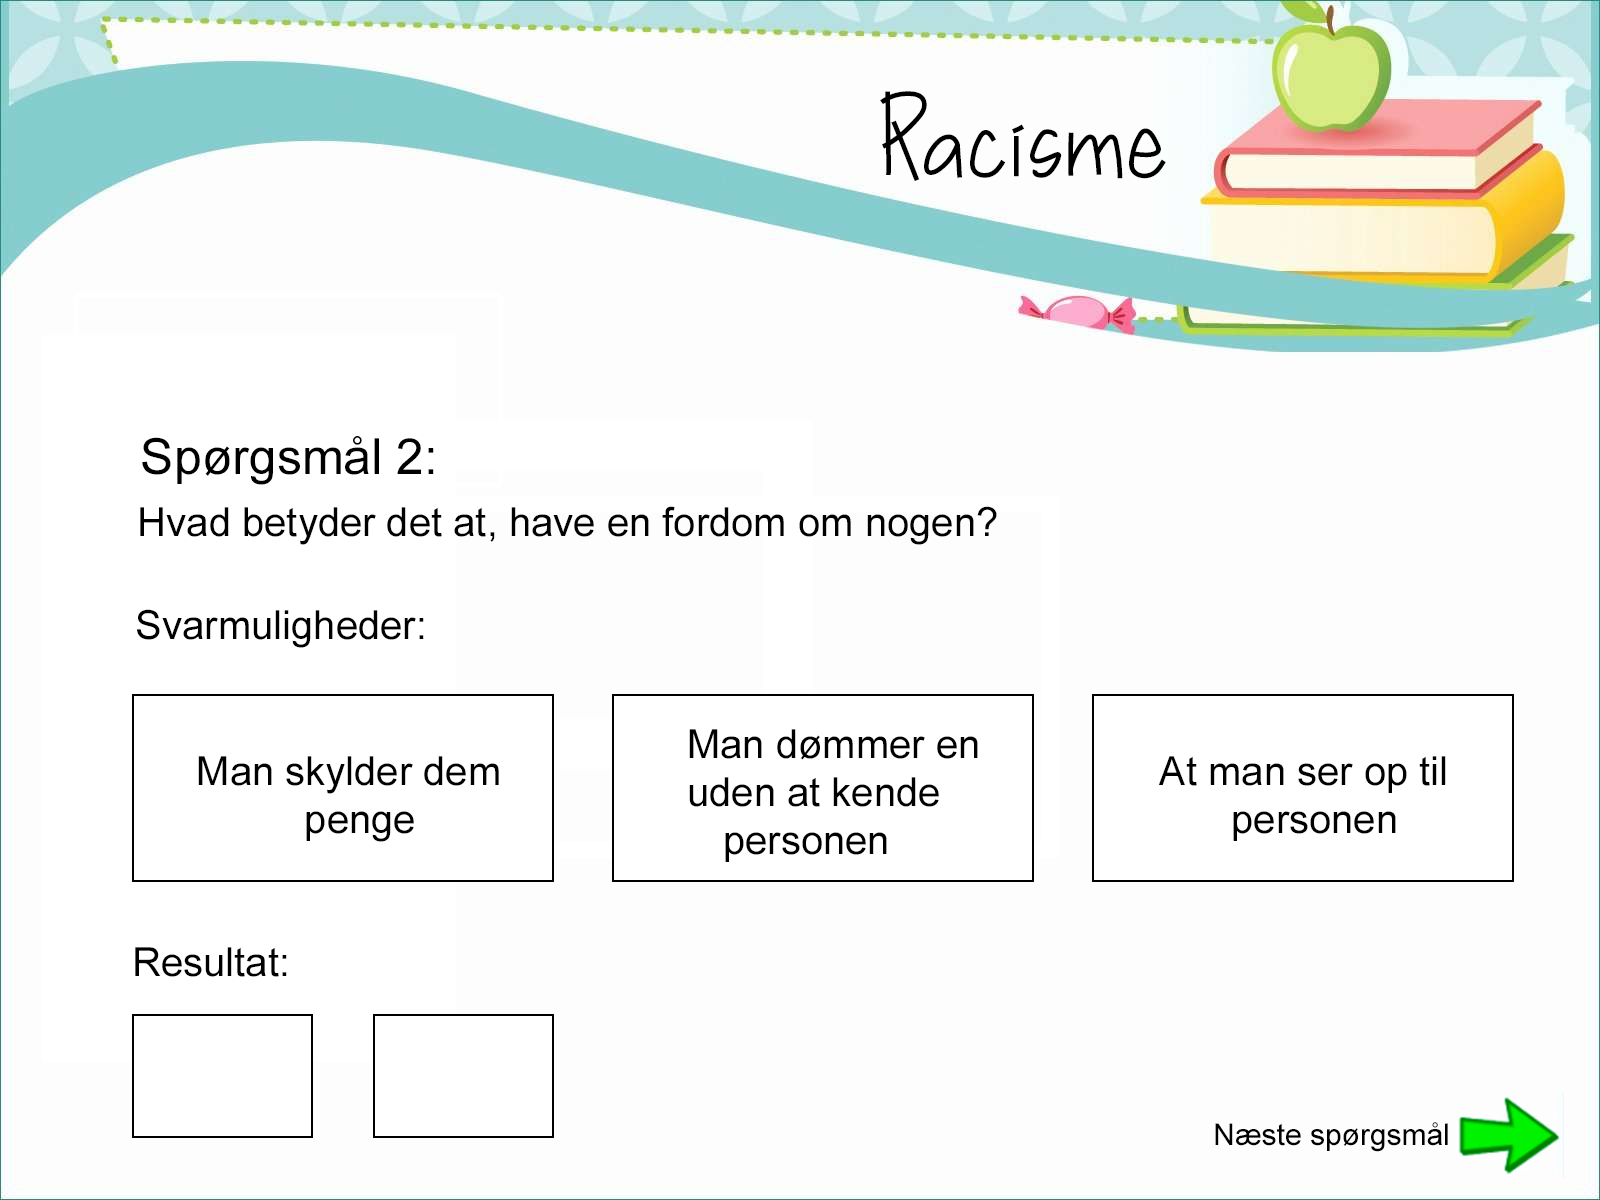 Racisme
Spørgsmål 2:
Hvad betyder det at, have en fordom om nogen?
Svarmuligheder:
Man skylder dem
penge
Man dømmer en
uden at kende
personen
At man ser op til
personen
Resultat:
Næste spørgsmål